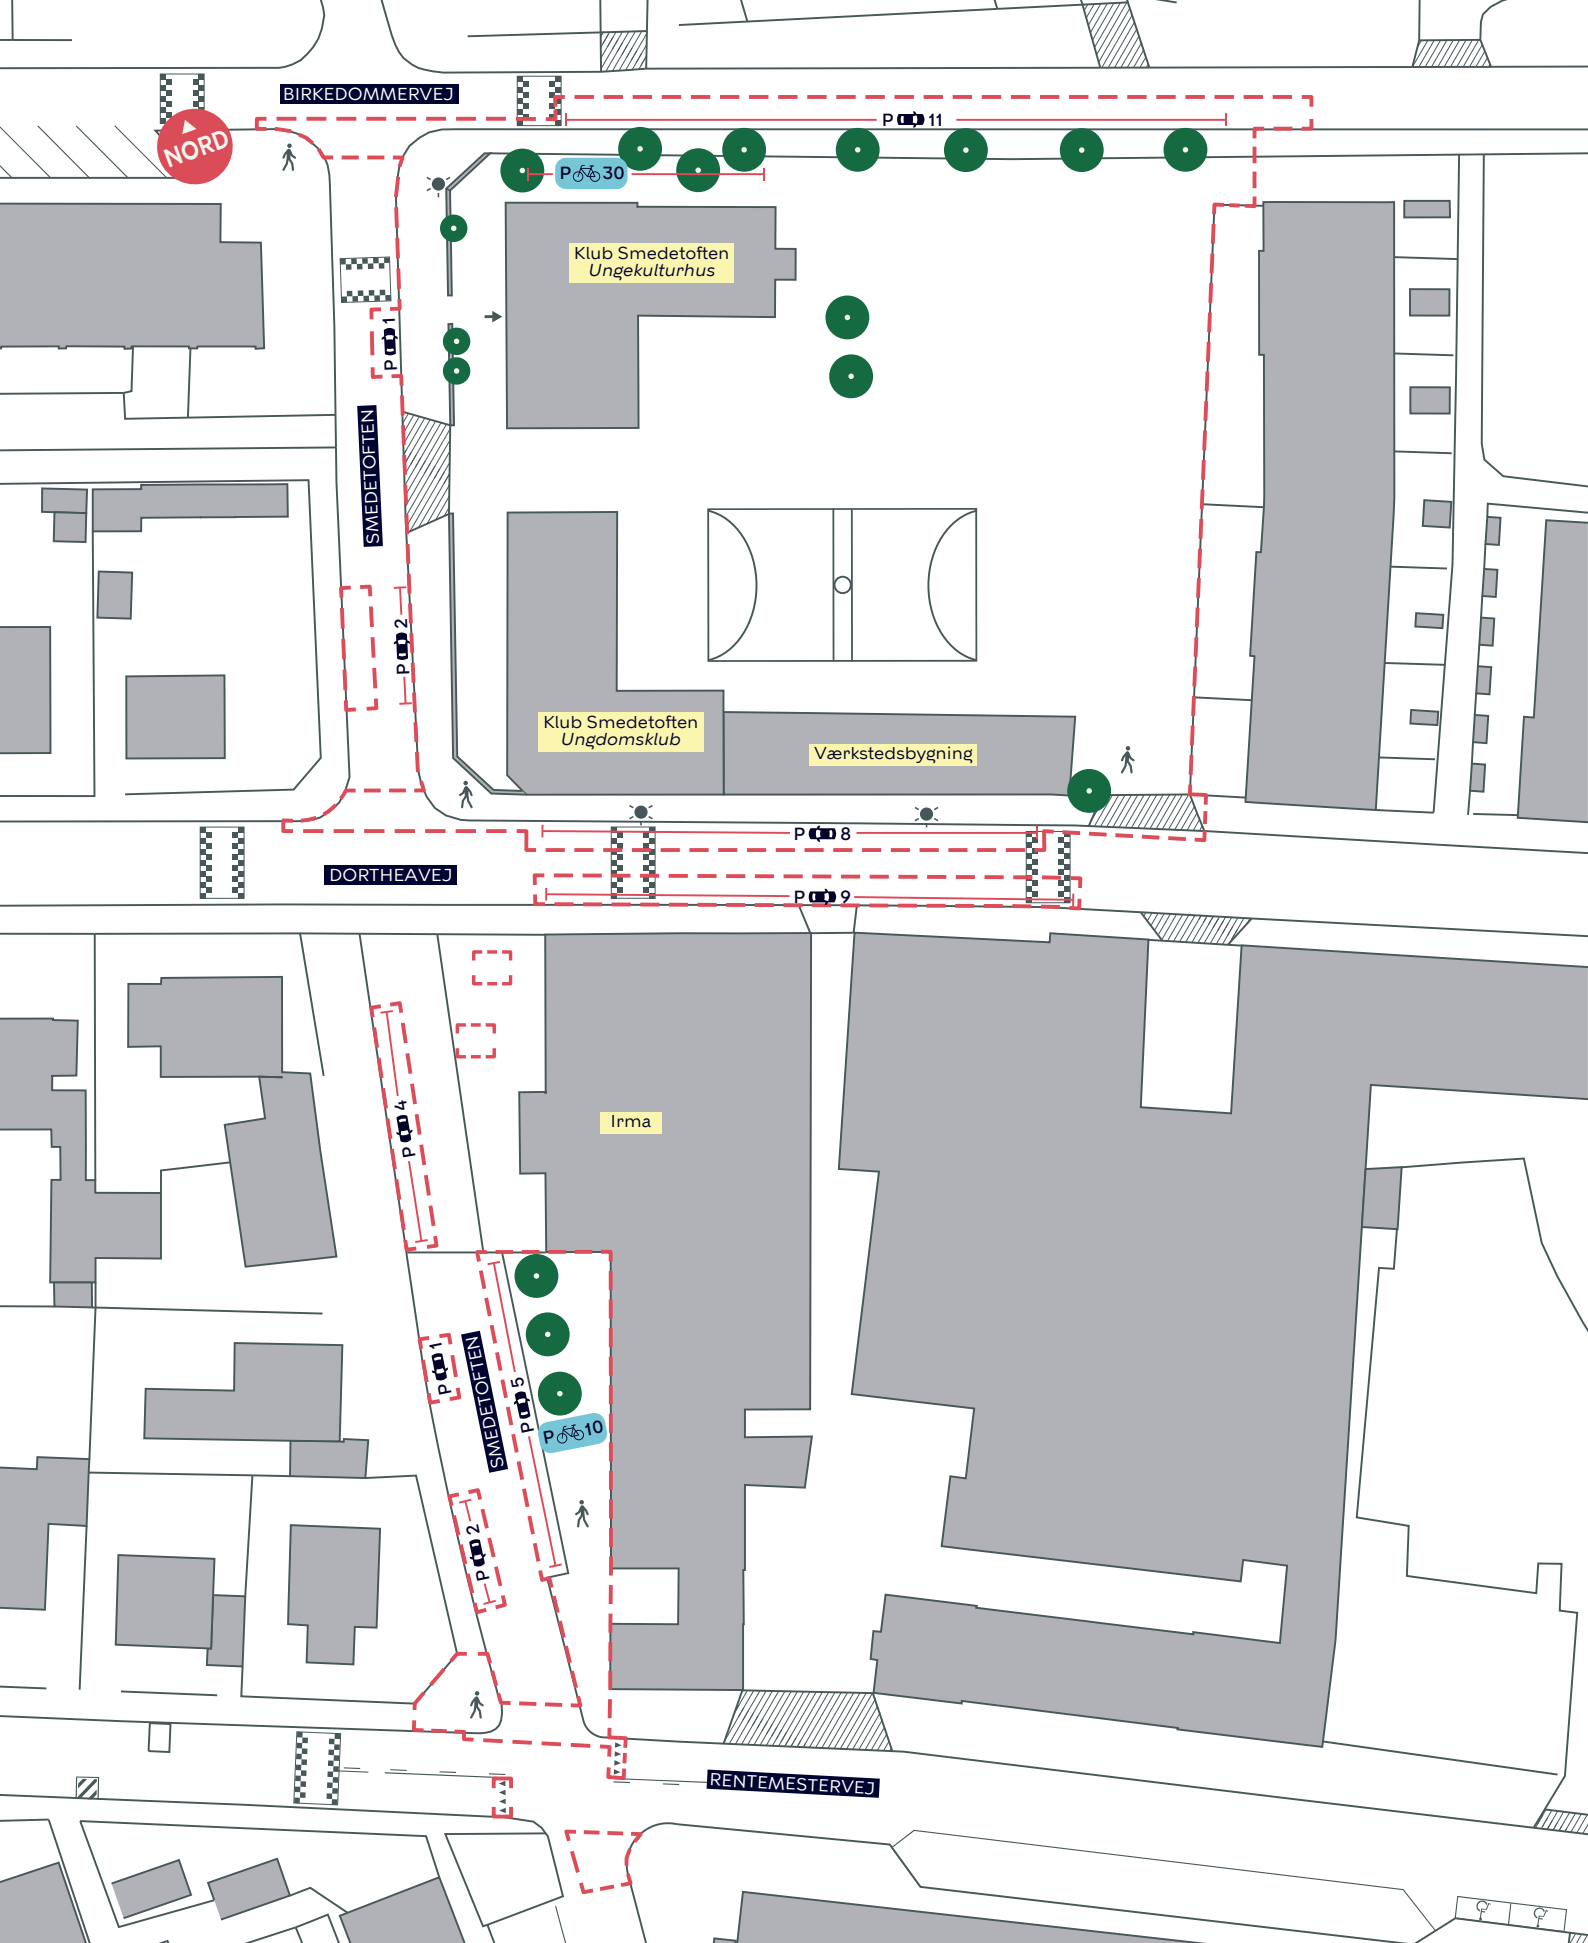 BIRKEDOMMERVEJ
P 11
NORD
P 30
Klub Smedetoften
Ungekulturhus
P 1
SMEDETOFTEN
P 2
Klub Smedetoften
Ungdomsklub
Værkstedsbygning
P 8
DORTHEAVEJ
P 9
P 4
Irma
P 1
SMEDETOFTEN
P 5
P 10
P 2
RENTEMESTERVEJ